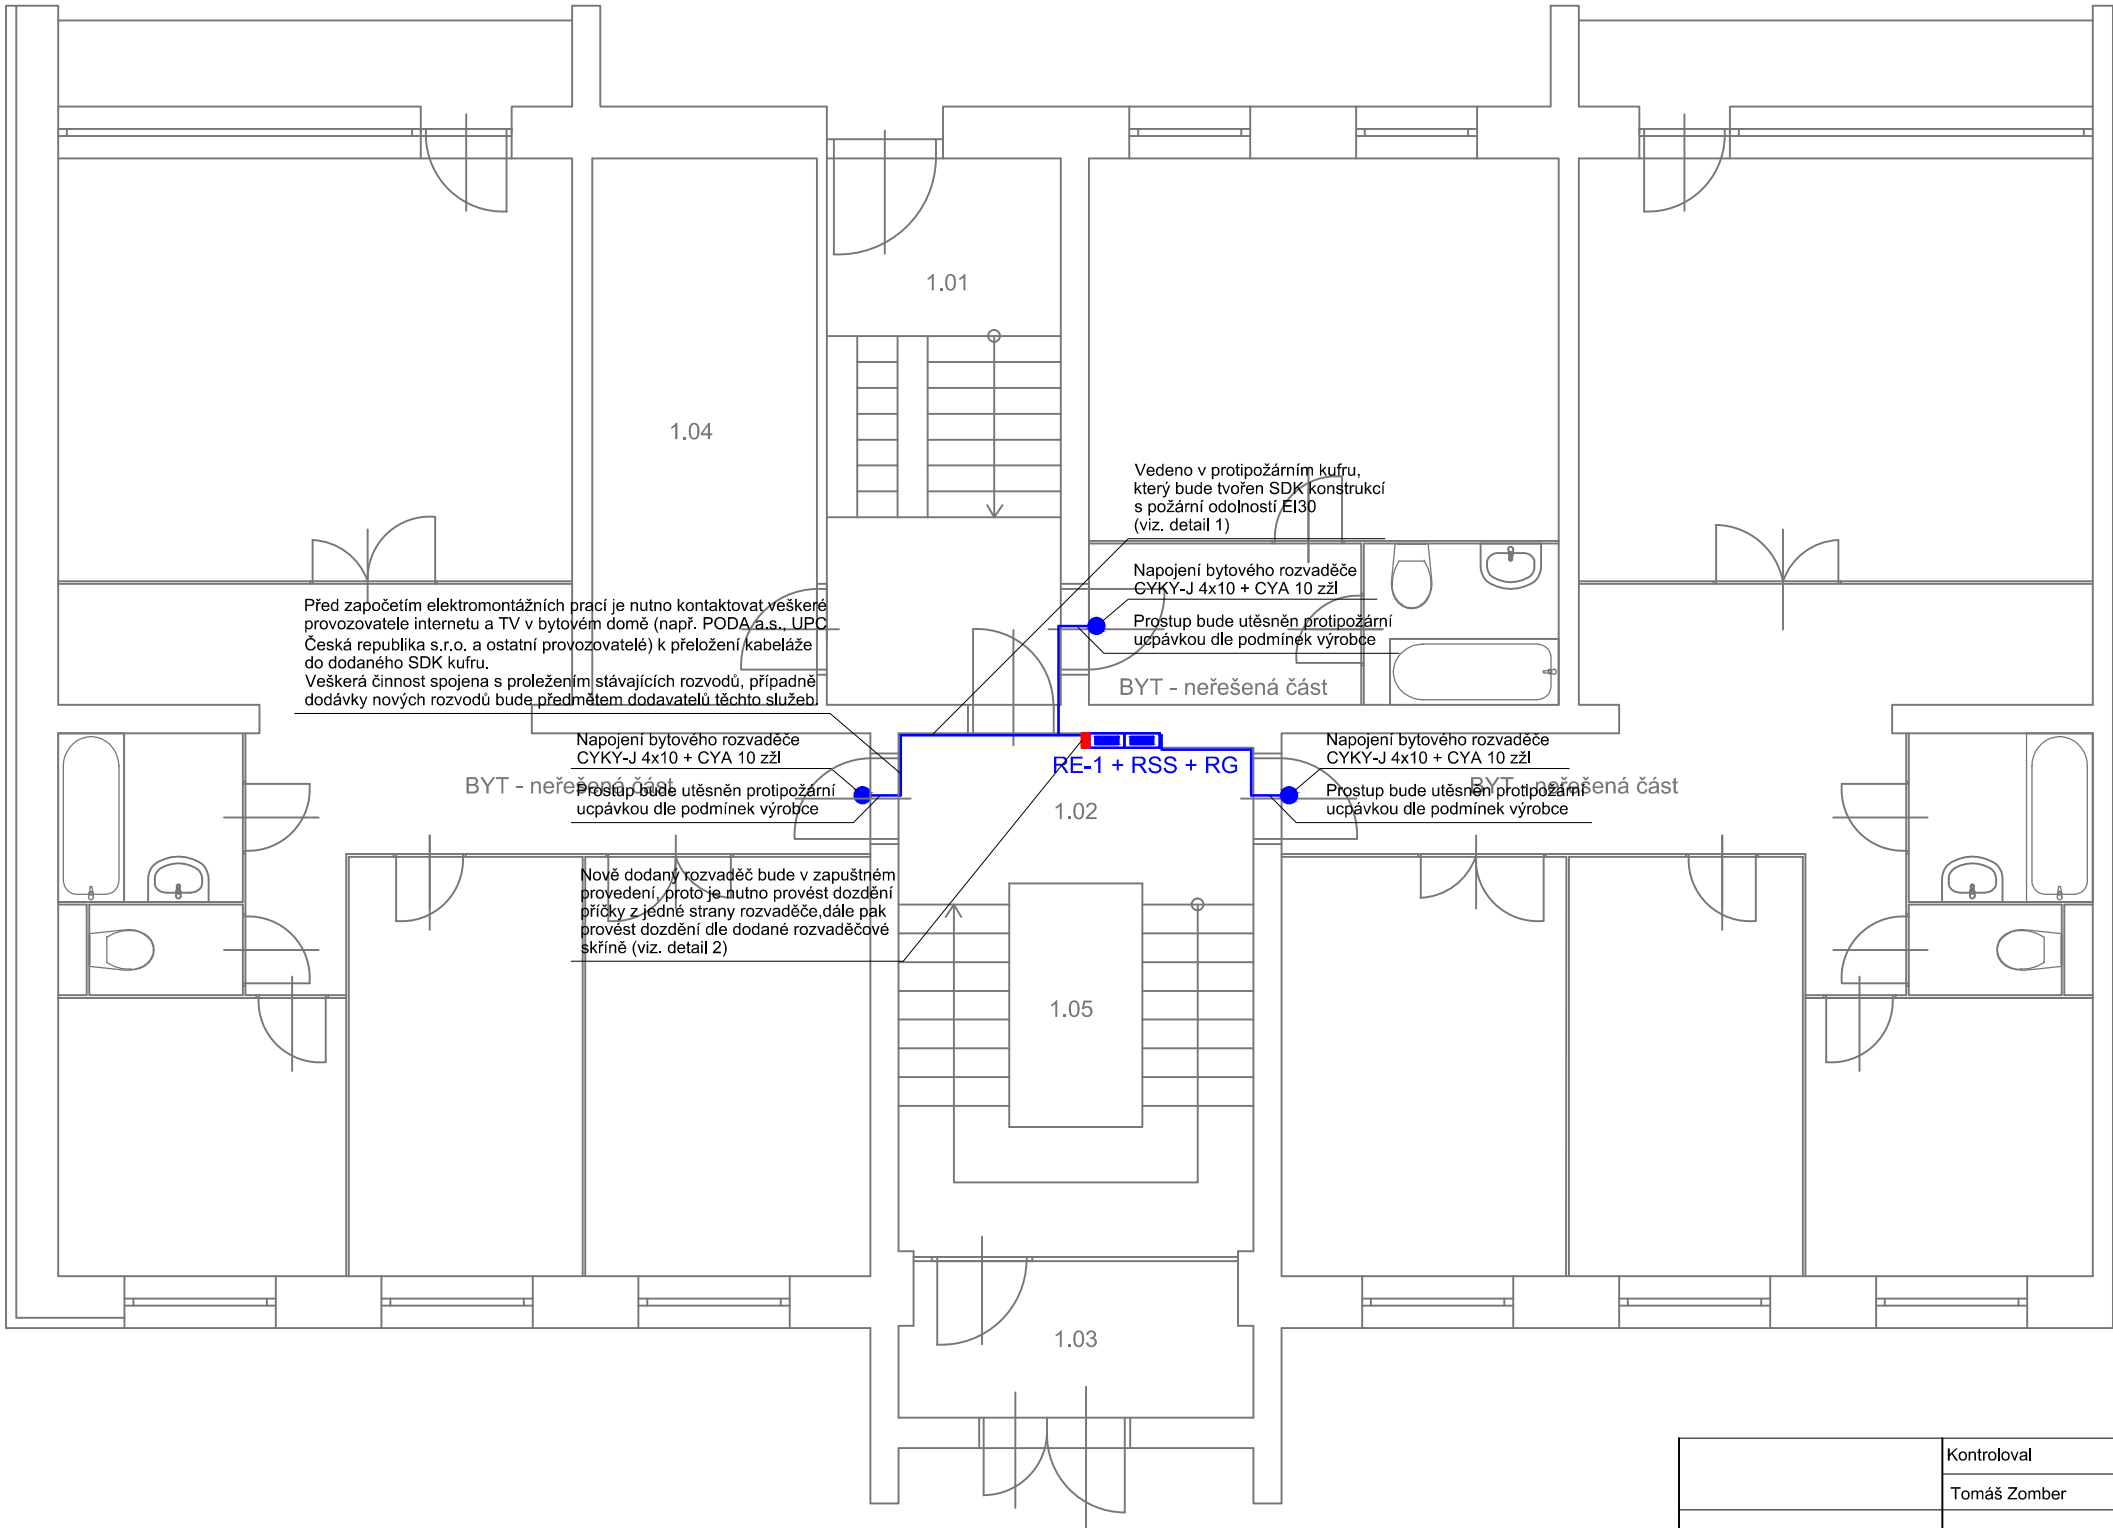 1.01
1.04
Vedeno v protipožárním kufru,
který bude tvořen SDK konstrukcí
s požární odolností EI30
(viz. detail 1)
Napojení bytového rozvaděče
CYKY-J 4x10 + CYA 10 zžl
Prostup bude utěsněn protipožární
ucpávkou dle podmínek výrobce
Před započetím elektromontážních prací je nutno kontaktovat veškeré
provozovatele internetu a TV v bytovém domě (např. PODA a.s., UPC
Česká republika s.r.o. a ostatní provozovatelé) k přeložení kabeláže
do dodaného SDK kufru.
Veškerá činnost spojena s proležením stávajících rozvodů, případně
dodávky nových rozvodů bude předmětem dodavatelů těchto služeb.
BYT - neřešená část
Napojení bytového rozvaděče
CYKY-J 4x10 + CYA 10 zžl
BYT - neřešená část
Prostup bude utěsněn protipožární
ucpávkou dle podmínek výrobce
RE-1 + RSS + RG
Napojení bytového rozvaděče
CYKY-J 4x10 + CYA 10 zžl
BYT - neřešená část
Prostup bude utěsněn protipožární
ucpávkou dle podmínek výrobce
1.02
Nově dodaný rozvaděč bude v zapuštném
provedení, proto je nutno provést dozdění
příčky z jedné strany rozvaděče,dále pak
provést dozdění dle dodané rozvaděčové
skříně (viz. detail 2)
1.05
1.03
Kontroloval
Tomáš Zomber